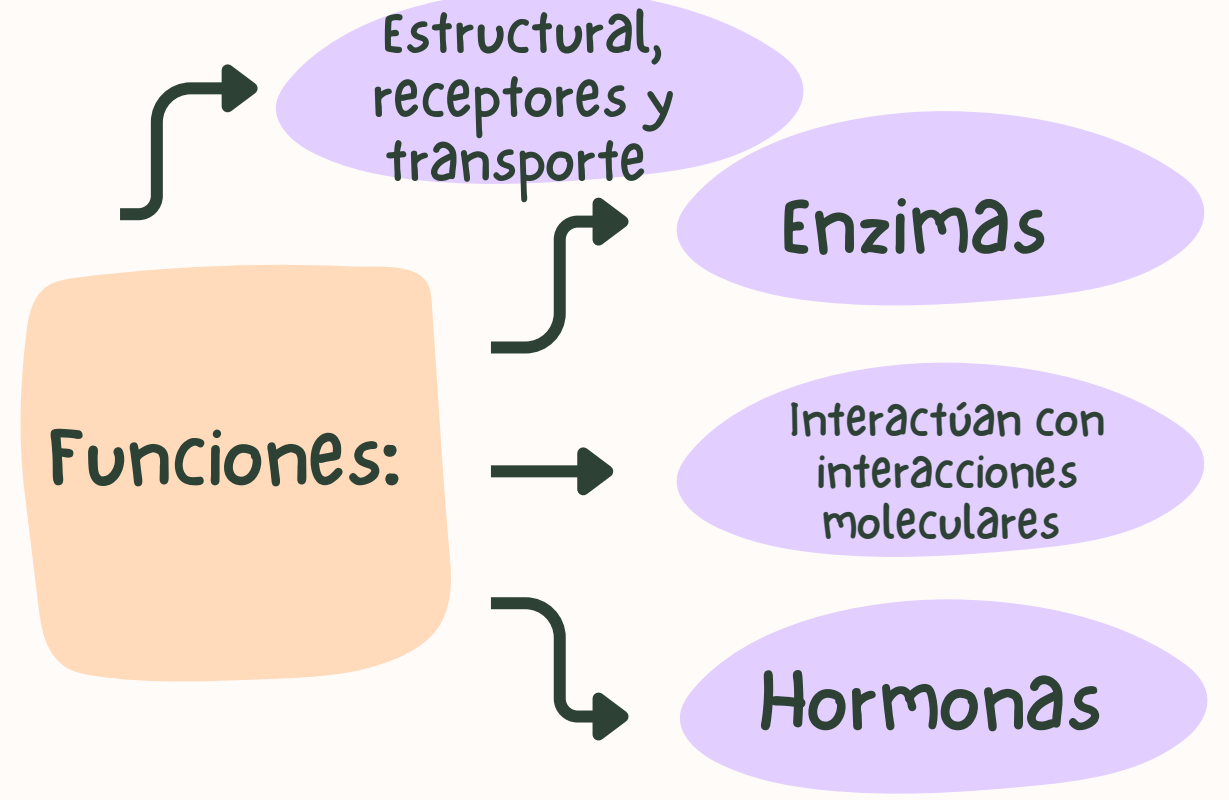 Estructural,
receptores y
transporte
Enzimas
Funciones:
Interactúan con
interacciones
moleculares
Hormonas